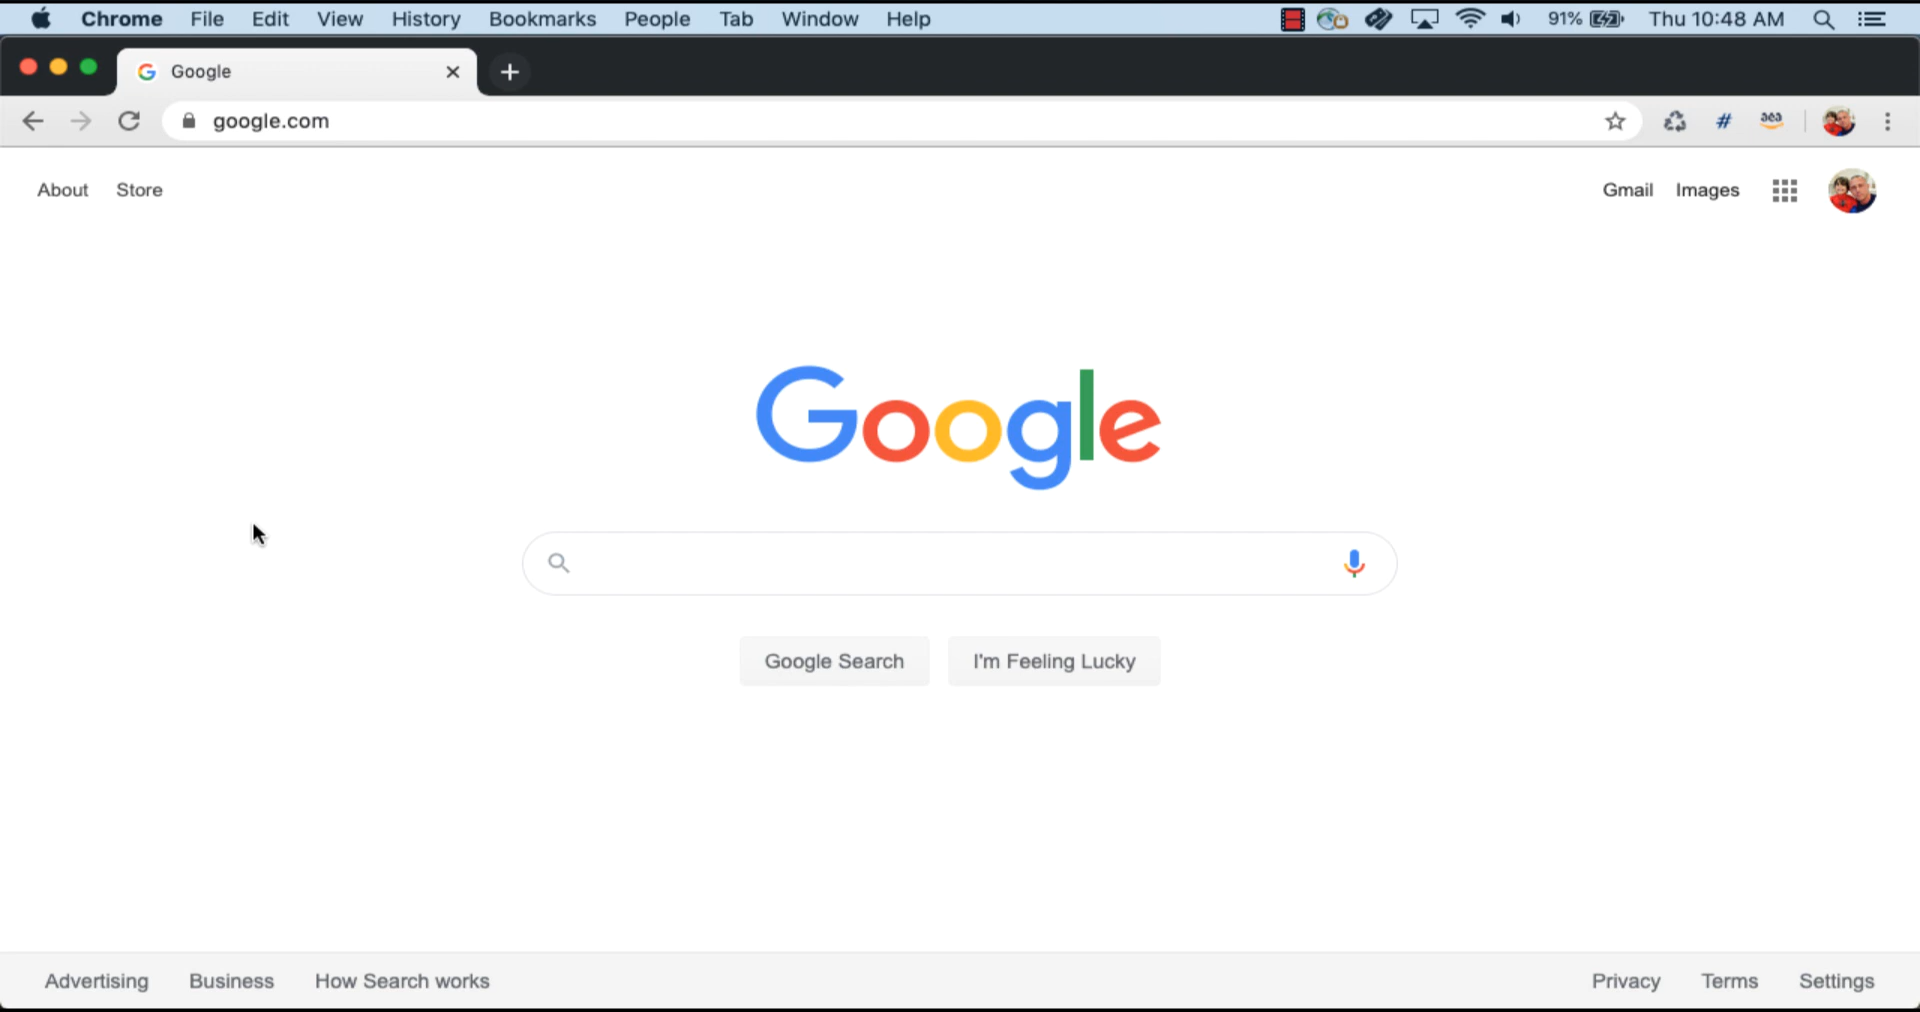 Chrome File Edit View History Bookmarks People Tab Window Help 91% Thu 10:48 AM
Google
google.com #
About Store Gmail Images
Google
Google Search I'm Feeling Lucky
Advertising Business How Search works Privacy Terms Settings